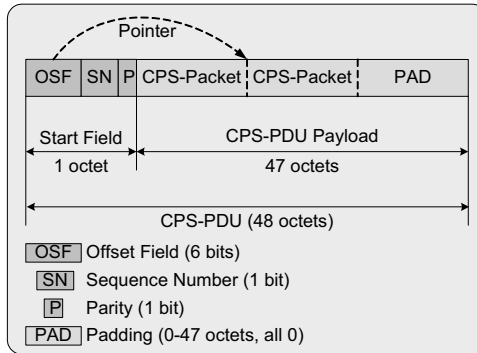 Pointer
OSF SN P CPS-Packet CPS-Packet PAD
Start Field CPS-PDU Payload
1 octet 47 octets
CPS-PDU (48 octets)
OSF Offset Field (6 bits)
SN Sequence Number (1 bit)
P Parity (1 bit)
PAD Padding (0-47 octets, all 0)